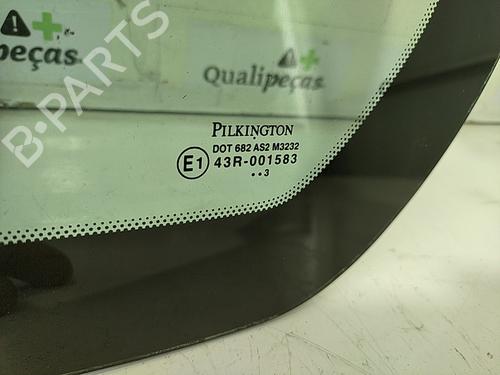 peças
Qualipeças
B-PARTS
PILKINGTON
DOT 682 AS2 M3232
E1 43R-001583
..3